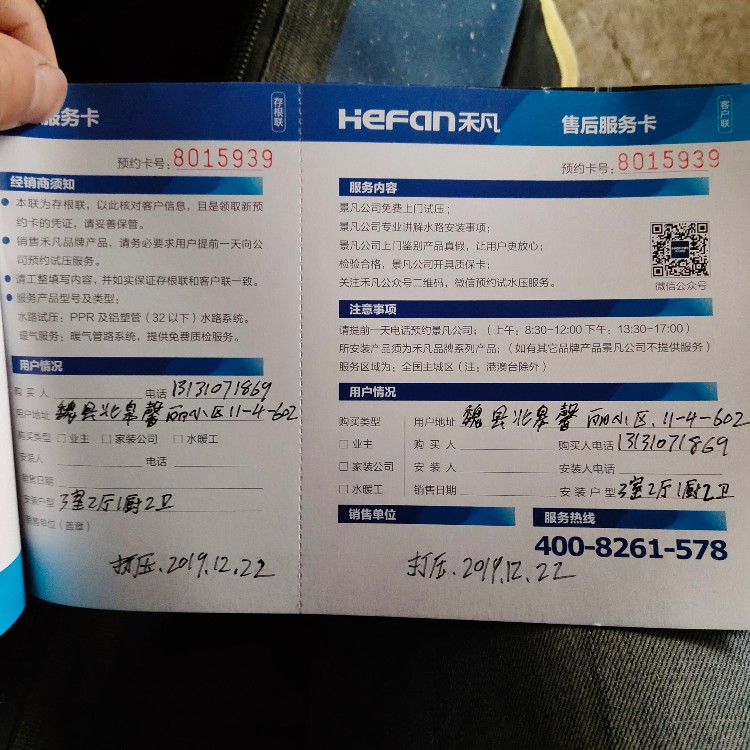 服务卡
存根联
预约卡号:8015939
经销商须知
本联为存根联，以此核对客户信息，且是领取新预
约卡的凭证，请妥善保管。
销售禾凡品牌产品，请务必要求用户提前一天向公
司预约试压服务。
请工整填写内容，并如实保证存根联和客户联一致。
服务产品型号及类型；
水路试压：PPR 及铝塑管（32 以下）水路系统。
暖气服务：暖气管路系统，提供免费质检服务。
用户情况
购买人 电话 13131071869
用户地址 魏县北皋馨丽小区11-4-602
购买类型 □业主 □家装公司 □水暖工
安装人 电话
销售日期
安装户型 3室2厅1厨2卫
销售单位（签章）
打压.2019.12.22
HeFan禾凡
售后服务卡
客户联
预约卡号:8015939
服务内容
景凡公司免费上门试压；
景凡公司专业讲解水路安装事项；
景凡公司上门鉴别产品真假，让用户更放心；
检验合格，景凡公司开具质保卡；
关注禾凡公众号二维码，微信预约试水压服务。
微信公众号
注意事项
请提前一天电话预约景凡公司；（上午：8:30-12:00 下午：13:30-17:00）
所安装产品须为禾凡品牌系列产品；（如有其它品牌产品景凡公司不提供服务）
服务区域为：全国主城区（注：港澳台除外）
用户情况
购买类型 用户地址 魏县北皋馨丽小区.11-4-602
□业主 购买人 购买人电话 13131071869
□家装公司 安装人 安装人电话
□水暖工 销售日期 安装户型 3室2厅1厨2卫
销售单位
服务热线
400-8261-578
打压.2019.12.22